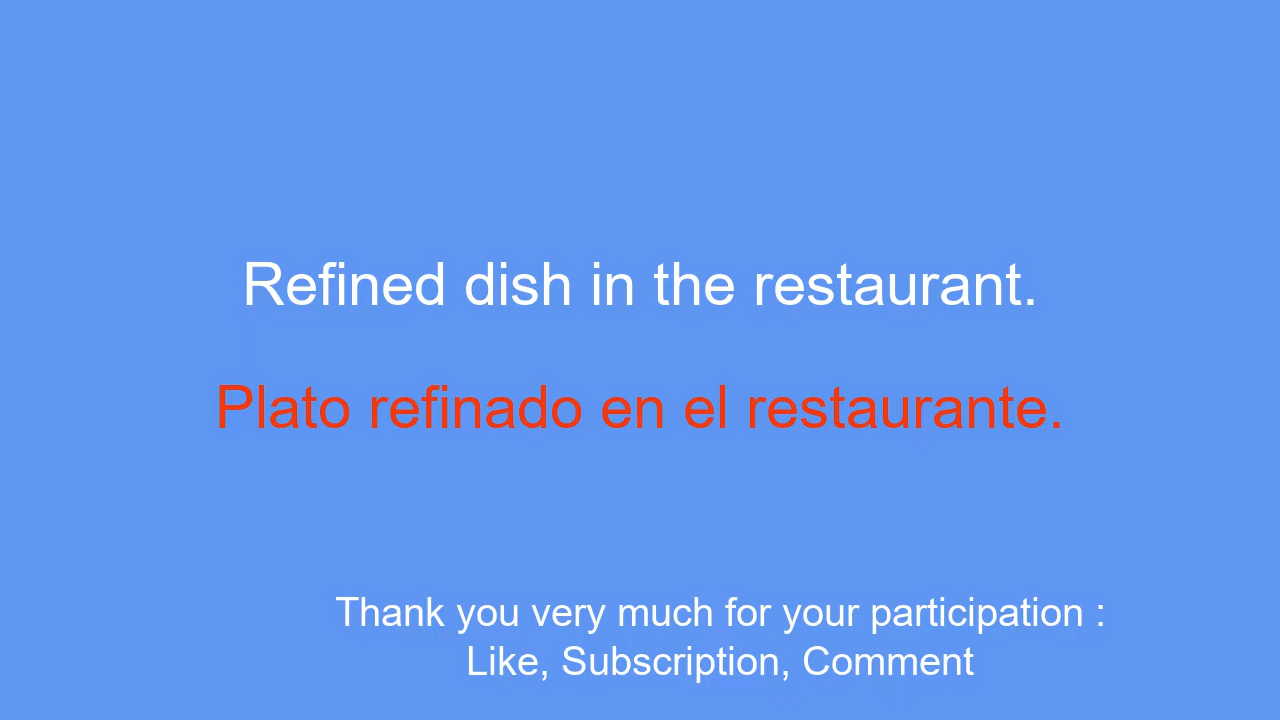 Refined dish in the restaurant.
Plato refinado en el restaurante.
Thank you very much for your participation :
Like, Subscription, Comment